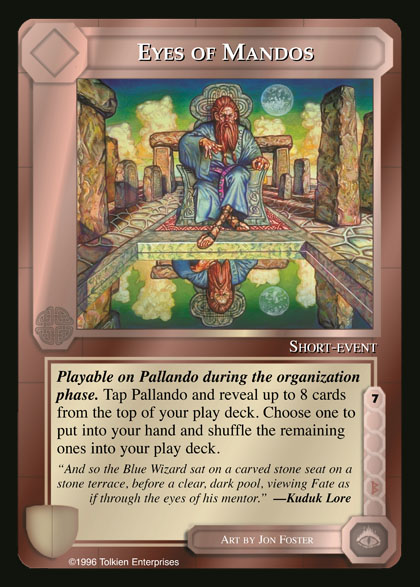 Eyes of Mandos
Short-event
Playable on Pallando during the organization
phase. Tap Pallando and reveal up to 8 cards
from the top of your play deck. Choose one to
put into your hand and shuffle the remaining
ones into your play deck.
7
“And so the Blue Wizard sat on a carved stone seat on a
stone terrace, before a clear, dark pool, viewing Fate as
if through the eyes of his mentor.” —Kuduk Lore
Art by Jon Foster
©1996 Tolkien Enterprises